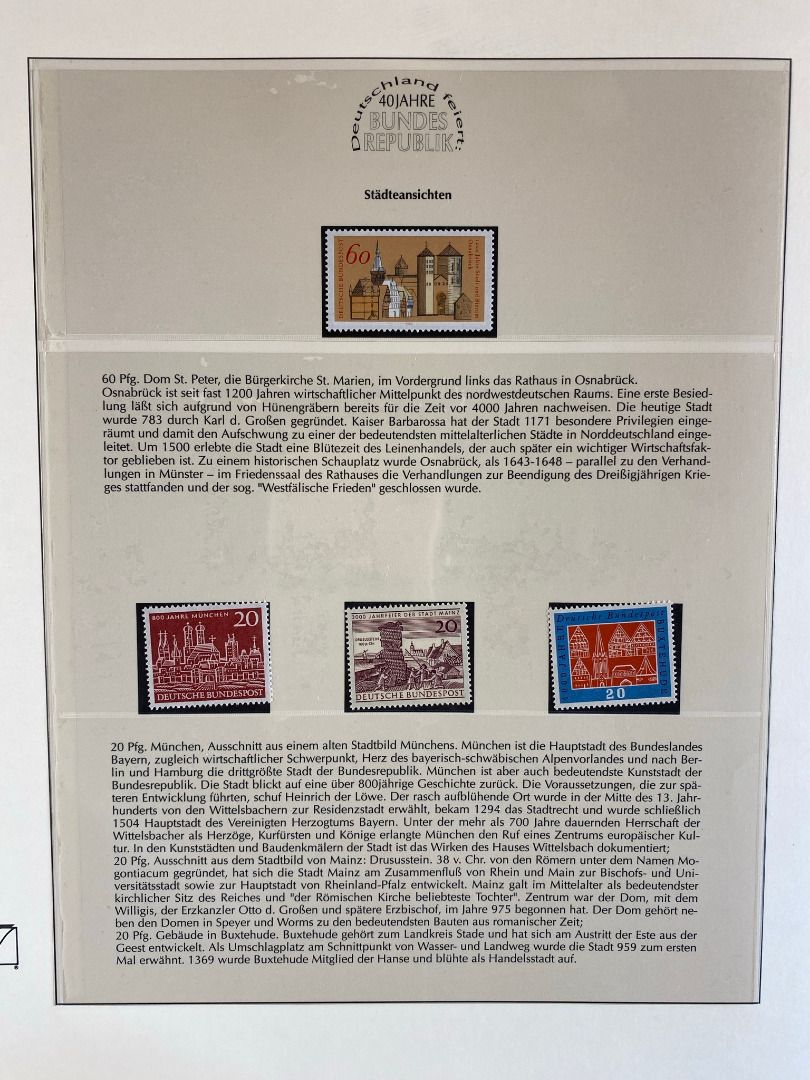 Deutschland feiert:
40 JAHRE
BUNDES
REPUBLIK
Städteansichten
DEUTSCHE BUNDESPOST
60
1200 Jahre Stadt und Bistum
Osnabrück
60 Pfg. Dom St. Peter, die Bürgerkirche St. Marien, im Vordergrund links das Rathaus in Osnabrück.
Osnabrück ist seit fast 1200 Jahren wirtschaftlicher Mittelpunkt des nordwestdeutschen Raums. Eine erste Besied-
lung läßt sich aufgrund von Hünengräbern bereits für die Zeit vor 4000 Jahren nachweisen. Die heutige Stadt
wurde 783 durch Karl d. Großen gegründet. Kaiser Barbarossa hat der Stadt 1171 besondere Privilegien einge-
räumt und damit den Aufschwung zu einer der bedeutendsten mittelalterlichen Städte in Norddeutschland einge-
leitet. Um 1500 erlebte die Stadt eine Blütezeit des Leinenhandels, der auch später ein wichtiger Wirtschaftsfak-
tor geblieben ist. Zu einem historischen Schauplatz wurde Osnabrück, als 1643-1648 – parallel zu den Verhand-
lungen in Münster – im Friedenssaal des Rathauses die Verhandlungen zur Beendigung des Dreißigjährigen Krie-
ges stattfanden und der sog. "Westfälische Frieden" geschlossen wurde.
800 JAHRE MÜNCHEN
20
DEUTSCHE BUNDESPOST
2000 JAHRFEIER DER STADT MAINZ
DRUSUSSTEIN
20
DEUTSCHE BUNDESPOST
Deutsche Bundespost
1000 JAHRE
BUXTEHUDE
20
20 Pfg. München, Ausschnitt aus einem alten Stadtbild Münchens. München ist die Hauptstadt des Bundeslandes
Bayern, zugleich wirtschaftlicher Schwerpunkt, Herz des bayerisch-schwäbischen Alpenvorlandes und nach Ber-
lin und Hamburg die drittgrößte Stadt der Bundesrepublik. München ist aber auch bedeutendste Kunststadt der
Bundesrepublik. Die Stadt blickt auf eine über 800jährige Geschichte zurück. Die Voraussetzungen, die zur spä-
teren Entwicklung führten, schuf Heinrich der Löwe. Der rasch aufblühende Ort wurde in der Mitte des 13. Jahr-
hunderts von den Wittelsbachern zur Residenzstadt erwählt, bekam 1294 das Stadtrecht und wurde schließlich
1504 Hauptstadt des Vereinigten Herzogtums Bayern. Unter der mehr als 700 Jahre dauernden Herrschaft der
Wittelsbacher als Herzöge, Kurfürsten und Könige erlangte München den Ruf eines Zentrums europäischer Kul-
tur. In den Kunststädten und Baudenkmälern der Stadt ist das Wirken des Hauses Wittelsbach dokumentiert;
20 Pfg. Ausschnitt aus dem Stadtbild von Mainz: Drususstein. 38 v. Chr. von den Römern unter dem Namen Mo-
gontiacum gegründet, hat sich die Stadt Mainz am Zusammenfluß von Rhein und Main zur Bischofs- und Uni-
versitätsstadt sowie zur Hauptstadt von Rheinland-Pfalz entwickelt. Mainz galt im Mittelalter als bedeutendster
kirchlicher Sitz des Reiches und "der Römischen Kirche beliebteste Tochter". Zentrum war der Dom, mit dem
Willigis, der Erzkanzler Otto d. Großen und spätere Erzbischof, im Jahre 975 begonnen hat. Der Dom gehört ne-
ben den Domen in Speyer und Worms zu den bedeutendsten Bauten aus romanischer Zeit;
20 Pfg. Gebäude in Buxtehude. Buxtehude gehört zum Landkreis Stade und hat sich am Austritt der Este aus der
Geest entwickelt. Als Umschlagplatz am Schnittpunkt von Wasser- und Landweg wurde die Stadt 959 zum ersten
Mal erwähnt. 1369 wurde Buxtehude Mitglied der Hanse und blühte als Handelsstadt auf.